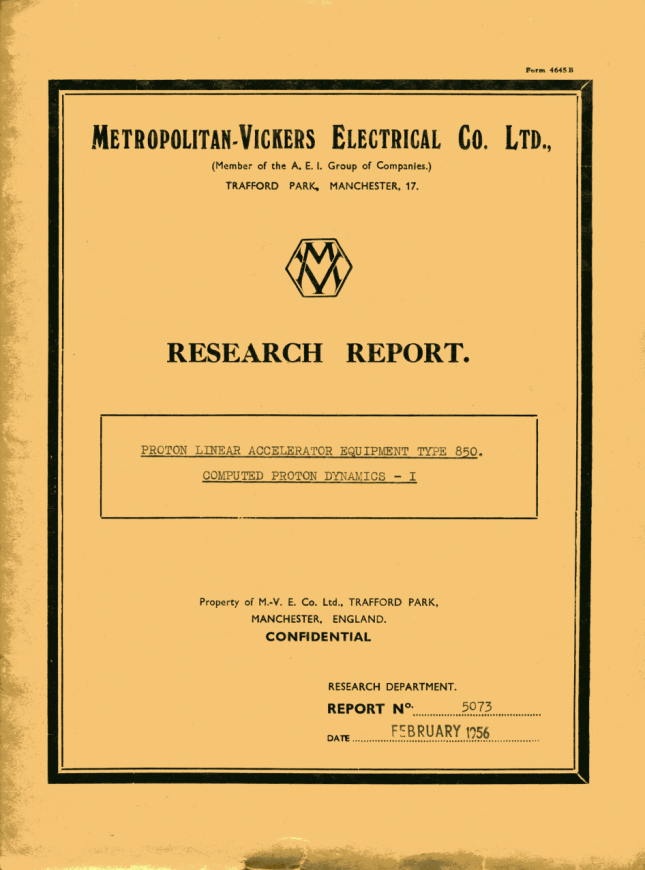 Form 4645B
METROPOLITAN-VICKERS ELECTRICAL CO. LTD.,
(Member of the A. E. I. Group of Companies.)
TRAFFORD PARK, MANCHESTER, 17.
MV
RESEARCH REPORT.
PROTON LINEAR ACCELERATOR EQUIPMENT TYPE 850.
COMPUTED PROTON DYNAMICS - I
Property of M.-V. E. Co. Ltd., TRAFFORD PARK,
MANCHESTER, ENGLAND.
CONFIDENTIAL
RESEARCH DEPARTMENT.
REPORT No. 5073
DATE FEBRUARY 1956